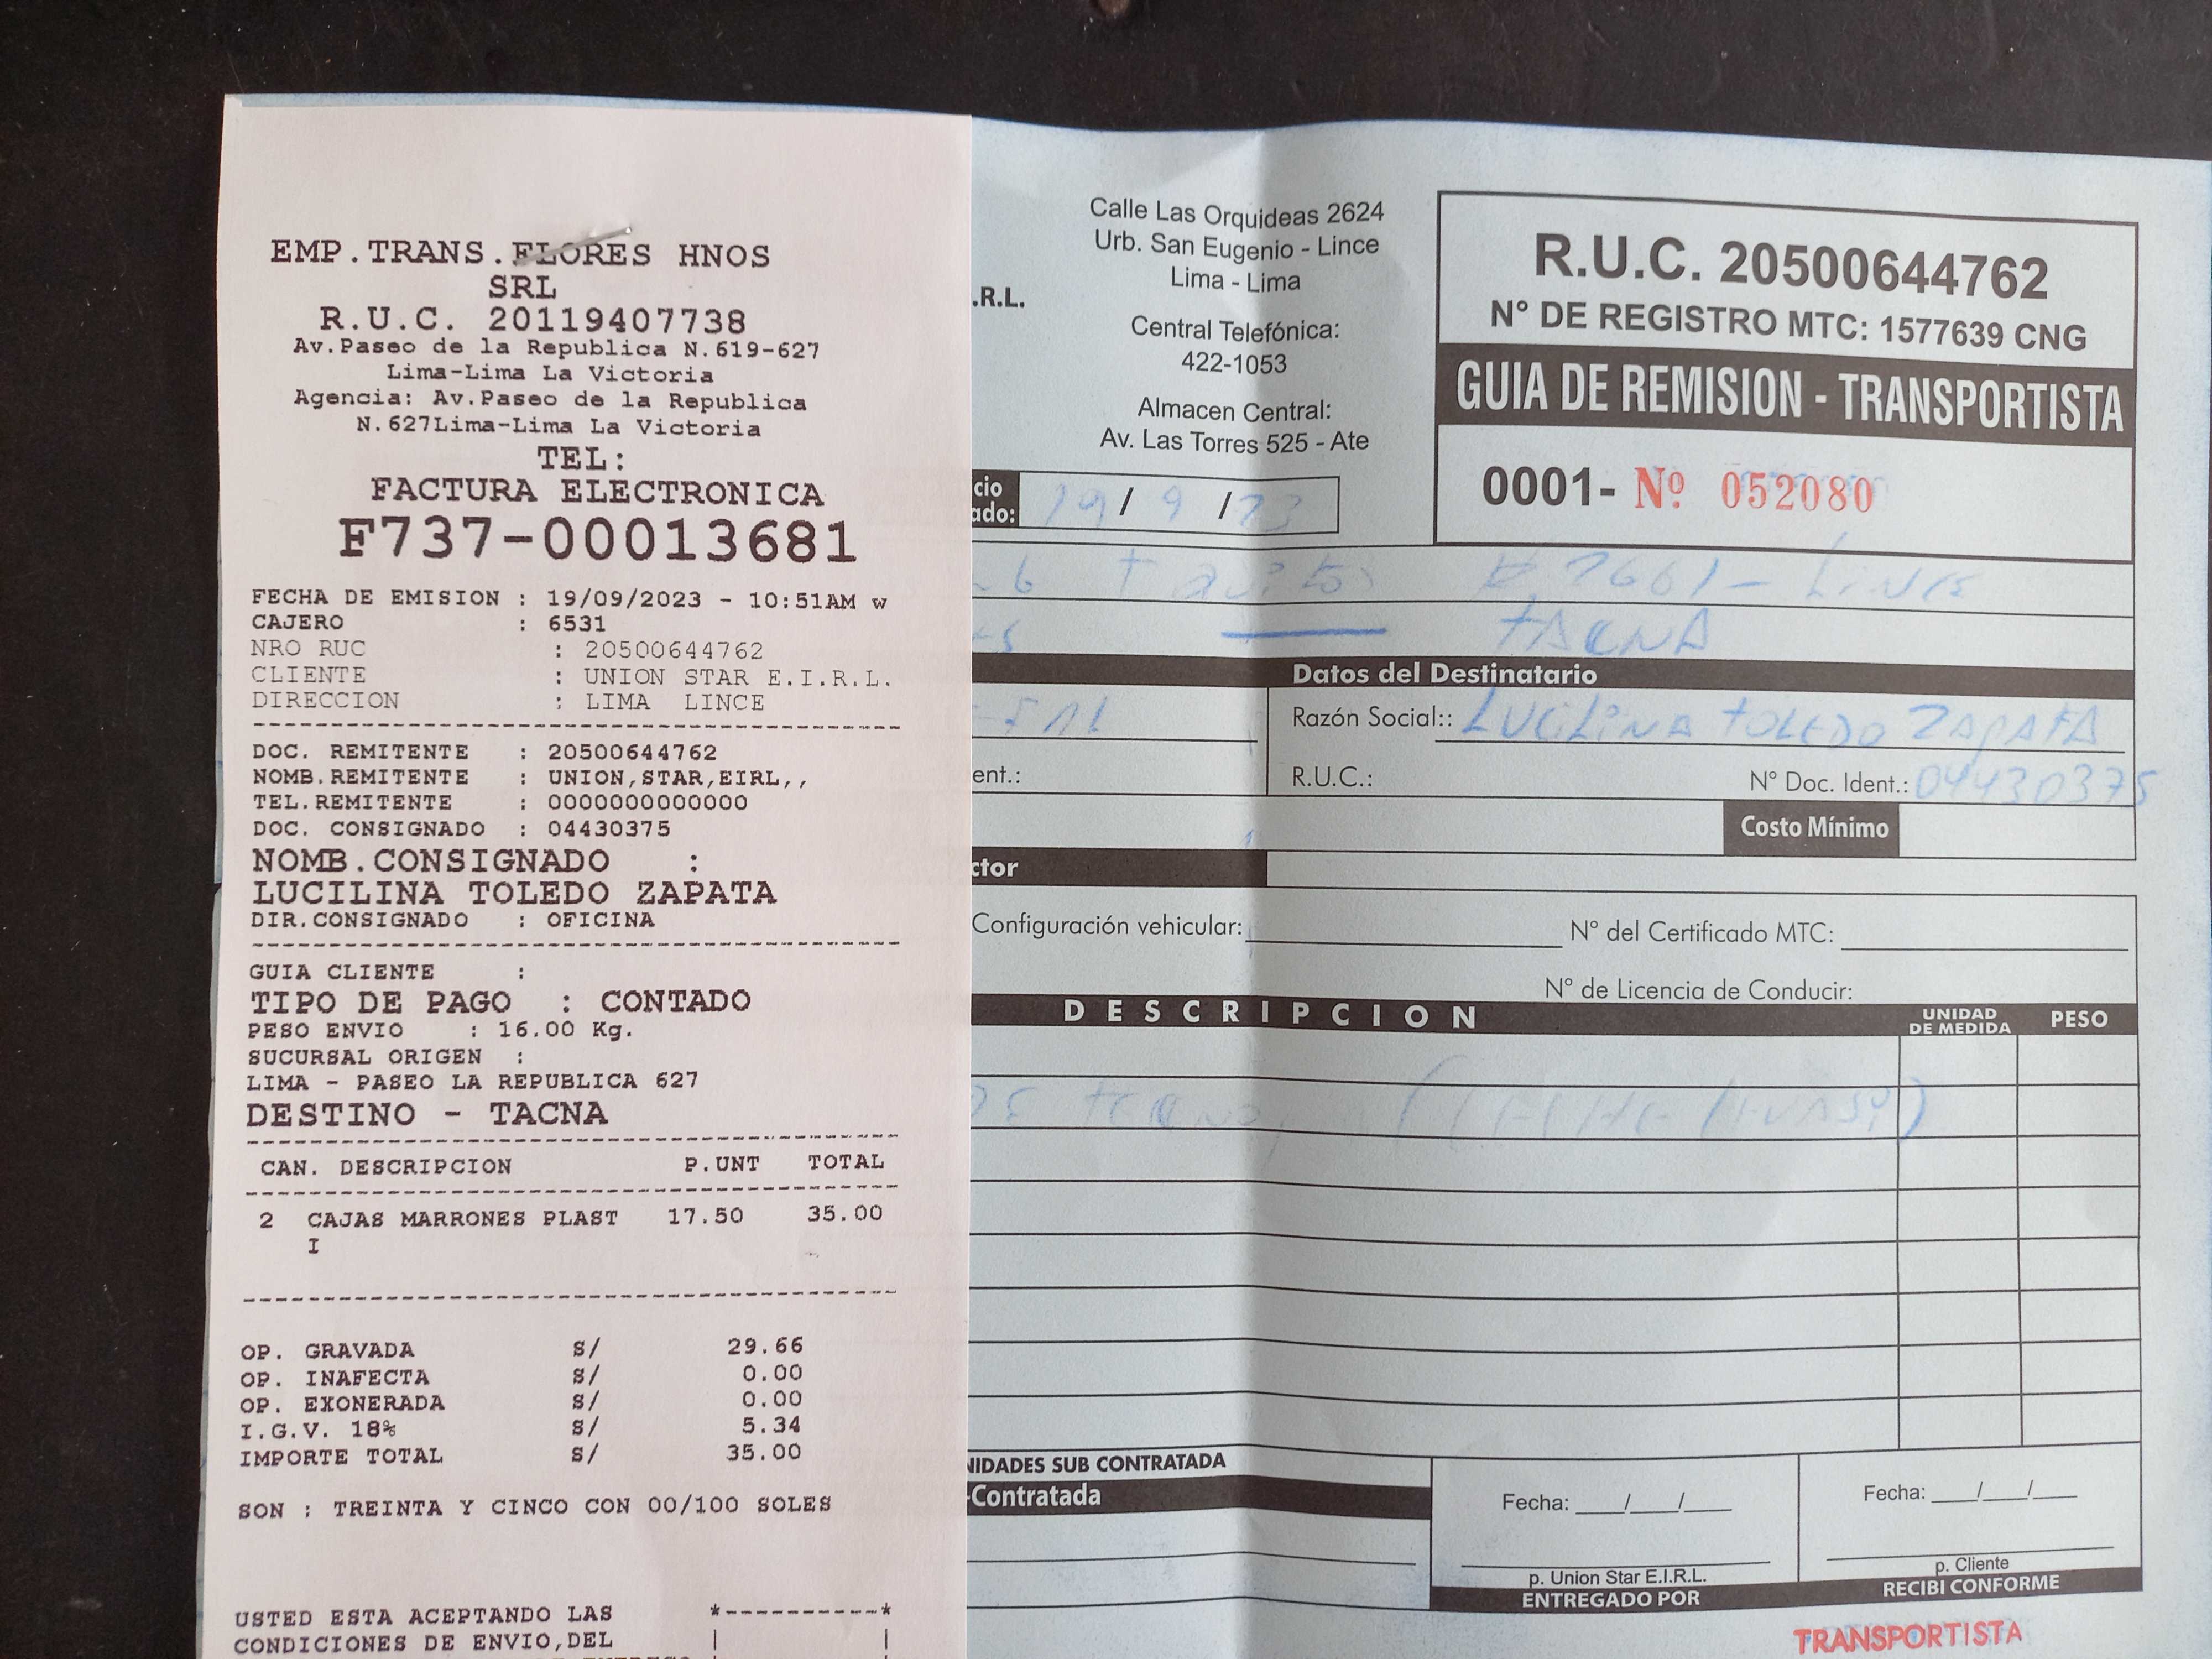 EMP.TRANS.FLORES HNOS
SRL
R.U.C. 20119407738
Av.Paseo de la Republica N.619-627
Lima-Lima La Victoria
Agencia: Av.Paseo de la Republica
N.627Lima-Lima La Victoria
TEL:
FACTURA ELECTRONICA
F737-00013681
FECHA DE EMISION : 19/09/2023 - 10:51AM w
CAJERO : 6531
NRO RUC : 20500644762
CLIENTE : UNION STAR E.I.R.L.
DIRECCION : LIMA LINCE
DOC. REMITENTE : 20500644762
NOMB.REMITENTE : UNION,STAR,EIRL,,
TEL.REMITENTE : 0000000000000
DOC. CONSIGNADO : 04430375
NOMB.CONSIGNADO :
LUCILINA TOLEDO ZAPATA
DIR.CONSIGNADO : OFICINA
GUIA CLIENTE :
TIPO DE PAGO : CONTADO
PESO ENVIO : 16.00 Kg.
SUCURSAL ORIGEN :
LIMA - PASEO LA REPUBLICA 627
DESTINO - TACNA
CAN. DESCRIPCION P.UNT TOTAL
2 CAJAS MARRONES PLAST 17.50 35.00
I
OP. GRAVADA S/ 29.66
OP. INAFECTA S/ 0.00
OP. EXONERADA S/ 0.00
I.G.V. 18% S/ 5.34
IMPORTE TOTAL S/ 35.00
SON : TREINTA Y CINCO CON 00/100 SOLES
USTED ESTA ACEPTANDO LAS
CONDICIONES DE ENVIO,DEL
.R.L.
Calle Las Orquideas 2624
Urb. San Eugenio - Lince
Lima - Lima
Central Telefónica:
422-1053
Almacen Central:
Av. Las Torres 525 - Ate
R.U.C. 20500644762
N° DE REGISTRO MTC: 1577639 CNG
GUIA DE REMISION - TRANSPORTISTA
0001- Nº 052080
cio
ado: 19/ 9 /23
TACNA
Datos del Destinatario
Razón Social:: LUCILINA TOLEDO ZAPATA
ent.:
R.U.C.: N° Doc. Ident.: 04430375
Costo Mínimo
ctor
Configuración vehicular: N° del Certificado MTC:
N° de Licencia de Conducir:
DESCRIPCION UNIDAD DE MEDIDA PESO
NIDADES SUB CONTRATADA
-Contratada
Fecha: / /
p. Union Star E.I.R.L.
ENTREGADO POR
Fecha: / /
p. Cliente
RECIBI CONFORME
TRANSPORTISTA